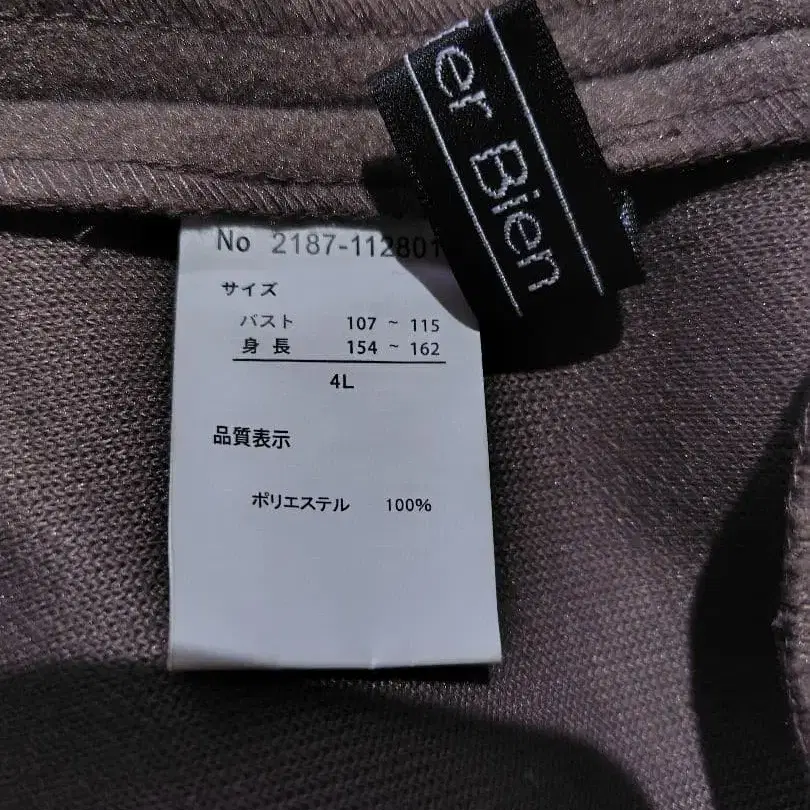 er Bien
No 2187-112801
サイズ
バスト 107 ~ 115
身長 154 ~ 162
4L
品質表示
ポリエステル 100%